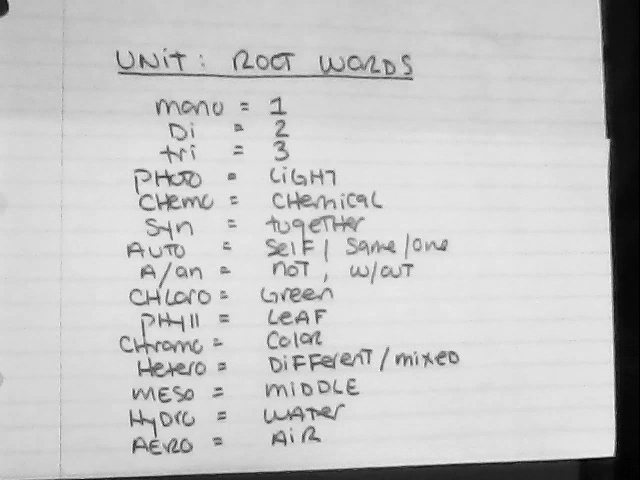 UNIT: ROOT WORDS
mono = 1
Di = 2
tri = 3
PHOTO = LIGHT
CHemo = CHemical
Syn = together
AUTO = Self/ same/one
A/an = not, w/out
CHLoro = Green
PHyll = LEAF
CHromo = Color
Hetero = DIFFerent/mixed
MESO = MIDDLE
HyDro = WATer
AERO = AIR